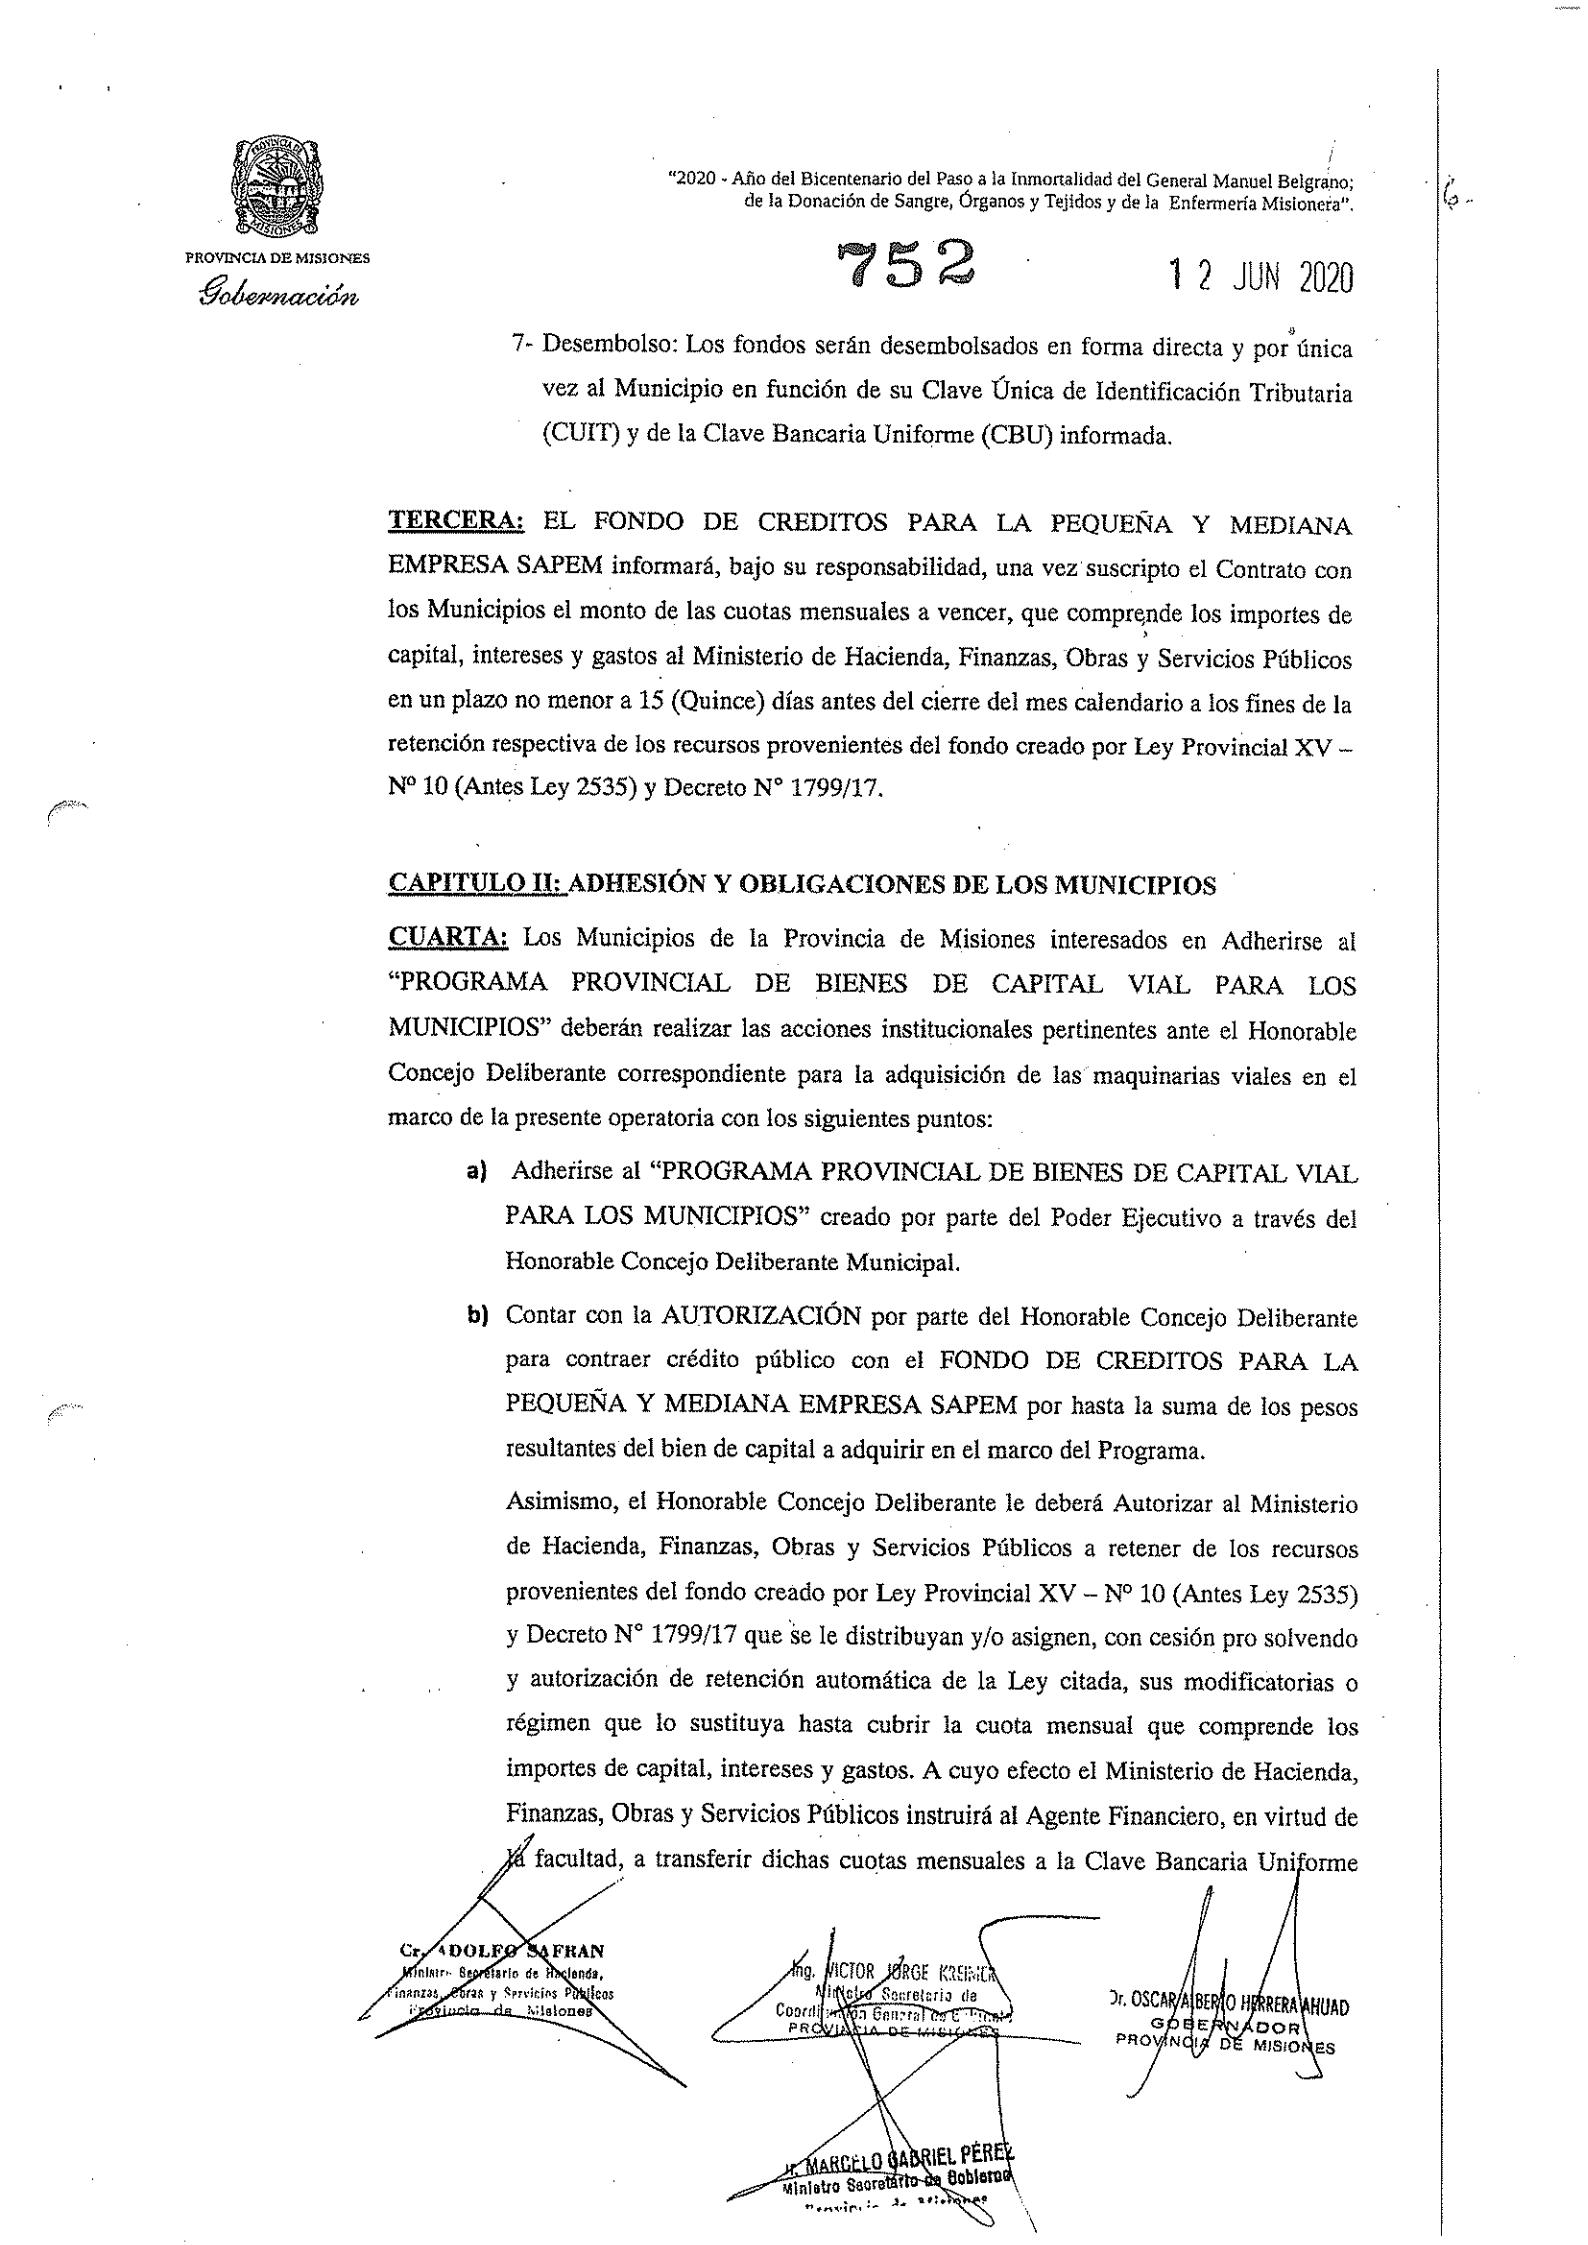 "2020 - Año del Bicentenario del Paso a la Inmortalidad del General Manuel Belgrano;
de la Donación de Sangre, Órganos y Tejidos y de la Enfermería Misionera".
6-
PROVINCIA DE
MISIONES
PROVINCIA DE MISIONES
Gobernación
752
12 JUN 2020
7- Desembolso: Los fondos serán desembolsados en forma directa y por única
vez al Municipio en función de su Clave Única de Identificación Tributaria
(CUIT) y de la Clave Bancaria Uniforme (CBU) informada.
TERCERA: EL FONDO DE CREDITOS PARA LA PEQUEÑA Y MEDIANA
EMPRESA SAPEM informará, bajo su responsabilidad, una vez suscripto el Contrato con
los Municipios el monto de las cuotas mensuales a vencer, que comprende los importes de
capital, intereses y gastos al Ministerio de Hacienda, Finanzas, Obras y Servicios Públicos
en un plazo no menor a 15 (Quince) días antes del cierre del mes calendario a los fines de la
retención respectiva de los recursos provenientes del fondo creado por Ley Provincial XV –
Nº 10 (Antes Ley 2535) y Decreto N° 1799/17.
CAPITULO II: ADHESIÓN Y OBLIGACIONES DE LOS MUNICIPIOS
CUARTA: Los Municipios de la Provincia de Misiones interesados en Adherirse al
“PROGRAMA PROVINCIAL DE BIENES DE CAPITAL VIAL PARA LOS
MUNICIPIOS” deberán realizar las acciones institucionales pertinentes ante el Honorable
Concejo Deliberante correspondiente para la adquisición de las maquinarias viales en el
marco de la presente operatoria con los siguientes puntos:
a) Adherirse al “PROGRAMA PROVINCIAL DE BIENES DE CAPITAL VIAL
PARA LOS MUNICIPIOS” creado por parte del Poder Ejecutivo a través del
Honorable Concejo Deliberante Municipal.
b) Contar con la AUTORIZACIÓN por parte del Honorable Concejo Deliberante
para contraer crédito público con el FONDO DE CREDITOS PARA LA
PEQUEÑA Y MEDIANA EMPRESA SAPEM por hasta la suma de los pesos
resultantes del bien de capital a adquirir en el marco del Programa.
Asimismo, el Honorable Concejo Deliberante le deberá Autorizar al Ministerio
de Hacienda, Finanzas, Obras y Servicios Públicos a retener de los recursos
provenientes del fondo creado por Ley Provincial XV – Nº 10 (Antes Ley 2535)
y Decreto N° 1799/17 que se le distribuyan y/o asignen, con cesión pro solvendo
y autorización de retención automática de la Ley citada, sus modificatorias o
régimen que lo sustituya hasta cubrir la cuota mensual que comprende los
importes de capital, intereses y gastos. A cuyo efecto el Ministerio de Hacienda,
Finanzas, Obras y Servicios Públicos instruirá al Agente Financiero, en virtud de
la facultad, a transferir dichas cuotas mensuales a la Clave Bancaria Uniforme
Cr. ADOLFO SAFRAN
Ministro Secretario de Hacienda,
Finanzas, Obras y Servicios Públicos
Provincia de Misiones
Ing. VICTOR JORGE KREIMER
Ministro Secretario de
Coordinación General de
PROVINCIA DE MISIONES
Dr. OSCAR ALBERTO HERRERA AHUAD
GOBERNADOR
PROVINCIA DE MISIONES
MARCELO GABRIEL PÉREZ
Ministro Secretario de Gobierno
Provincia de Misiones